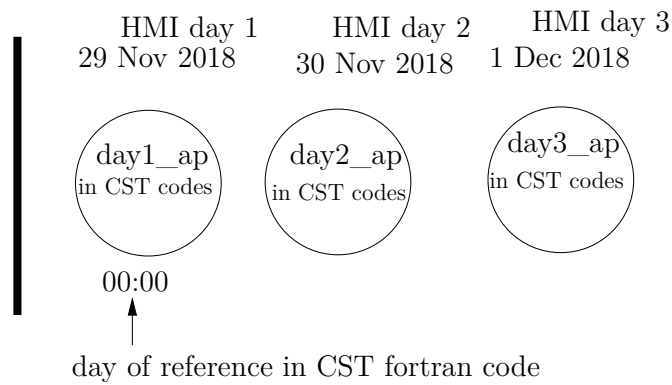 HMI day 1
29 Nov 2018
HMI day 2
30 Nov 2018
HMI day 3
1 Dec 2018
day1_ap
in CST codes
day2_ap
in CST codes
day3_ap
in CST codes
00:00
day of reference in CST fortran code